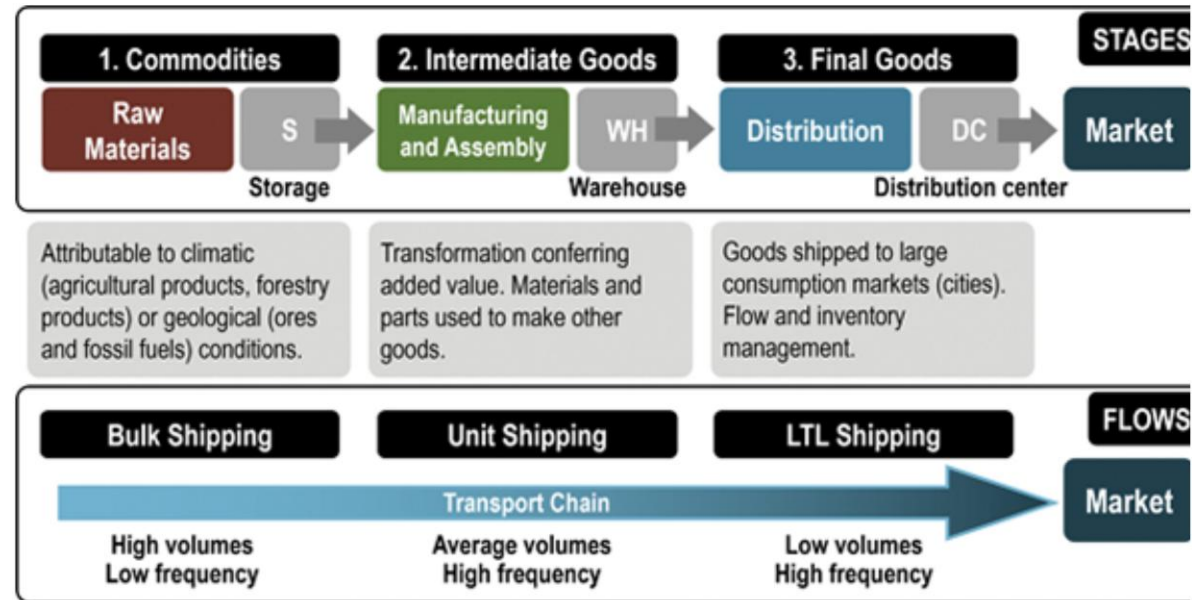 STAGES
1. Commodities
2. Intermediate Goods
3. Final Goods
Raw
Materials
S
Manufacturing
and Assembly
WH
Distribution
DC
Market
Storage
Warehouse
Distribution center
Attributable to climatic
(agricultural products, forestry
products) or geological (ores
and fossil fuels) conditions.
Transformation conferring
added value. Materials and
parts used to make other
goods.
Goods shipped to large
consumption markets (cities).
Flow and inventory
management.
FLOWS
Bulk Shipping
Unit Shipping
LTL Shipping
Transport Chain
Market
High volumes
Low frequency
Average volumes
High frequency
Low volumes
High frequency